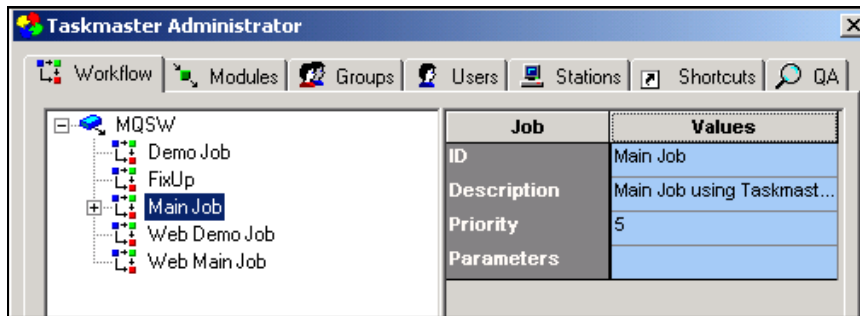 Taskmaster Administrator
Workflow Modules Groups Users Stations Shortcuts QA
MQSW
Demo Job
FixUp
Main Job
Web Demo Job
Web Main Job
Job Values
ID Main Job
Description Main Job using Taskmast...
Priority 5
Parameters